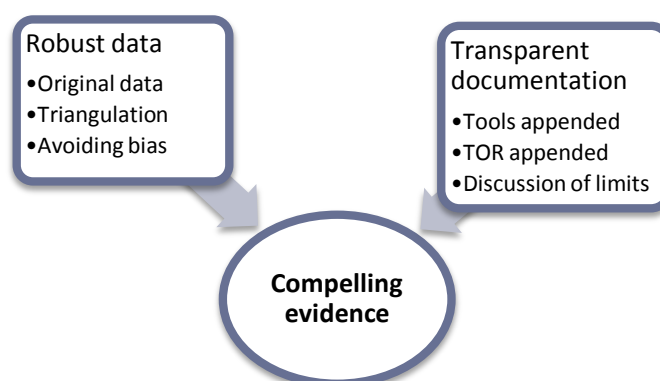 Robust data
•Original data
•Triangulation
•Avoiding bias
Transparent
documentation
•Tools appended
•TOR appended
•Discussion of limits
Compelling
evidence